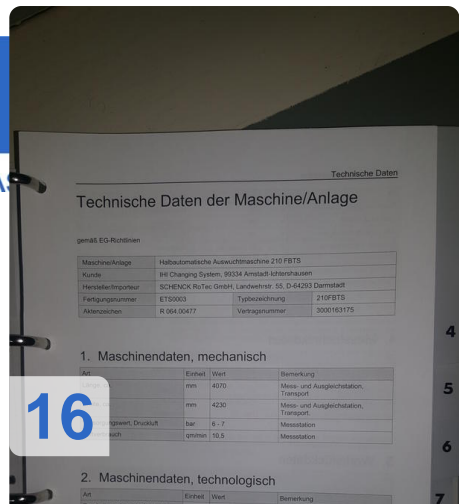 Technische Daten
Technische Daten der Maschine/Anlage
gemäß EG-Richtlinien
Maschine/Anlage Halbautomatische Auswuchtmaschine 210 FBTS
Kunde IHI Changing System, 99334 Arnstadt-Ichtershausen
Hersteller/Importeur SCHENCK RoTec GmbH, Landwehrstr. 55, D-64293 Darmstadt
Fertigungsnummer ETS0003 Typbezeichnung 210FBTS
Aktenzeichen R 064.00477 Vertragsnummer 3000163175
4
1. Maschinendaten, mechanisch
Art Einheit Wert Bemerkung
mm 4070 Mess- und Ausgleichstation,
Transport
5
mm 4230 Mess- und Ausgleichstation,
Transport,
16
Druckluft bar 6 - 7 Messstation
qm/min 10,5 Messstation
6
2. Maschinendaten, technologisch
7
Art Einheit Wert Bemerkung